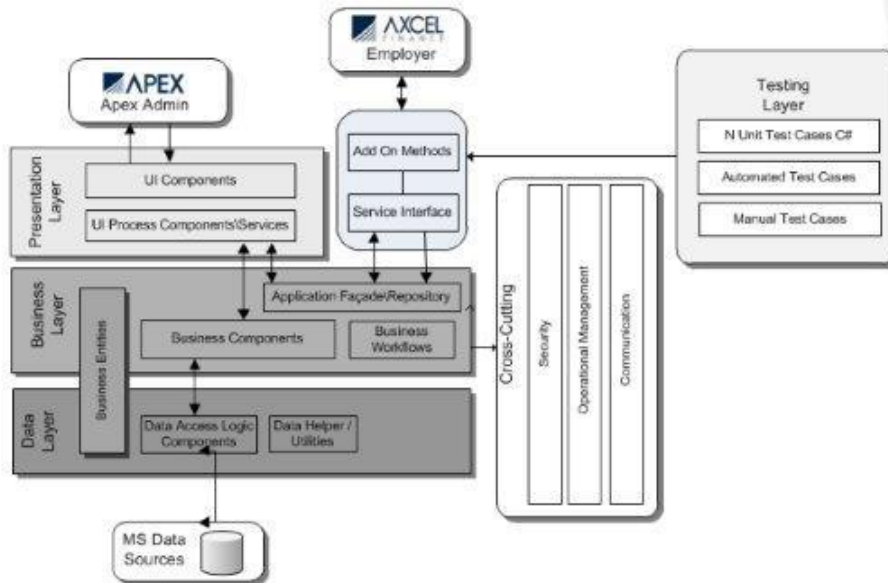 AXCEL
FINANCE
Employer
APEX
Apex Admin
Testing
Layer
N Unit Test Cases C#
Automated Test Cases
Manual Test Cases
Add On Methods
Service Interface
Presentation
Layer
UI Components
UI Process Components\Services
Business
Layer
Application Façade\Repository
Business Components
Business
Workflows
Business Entities
Cross-Cutting
Security
Operational Management
Communication
Data
Layer
Data Access Logic
Components
Data Helper /
Utilities
MS Data
Sources